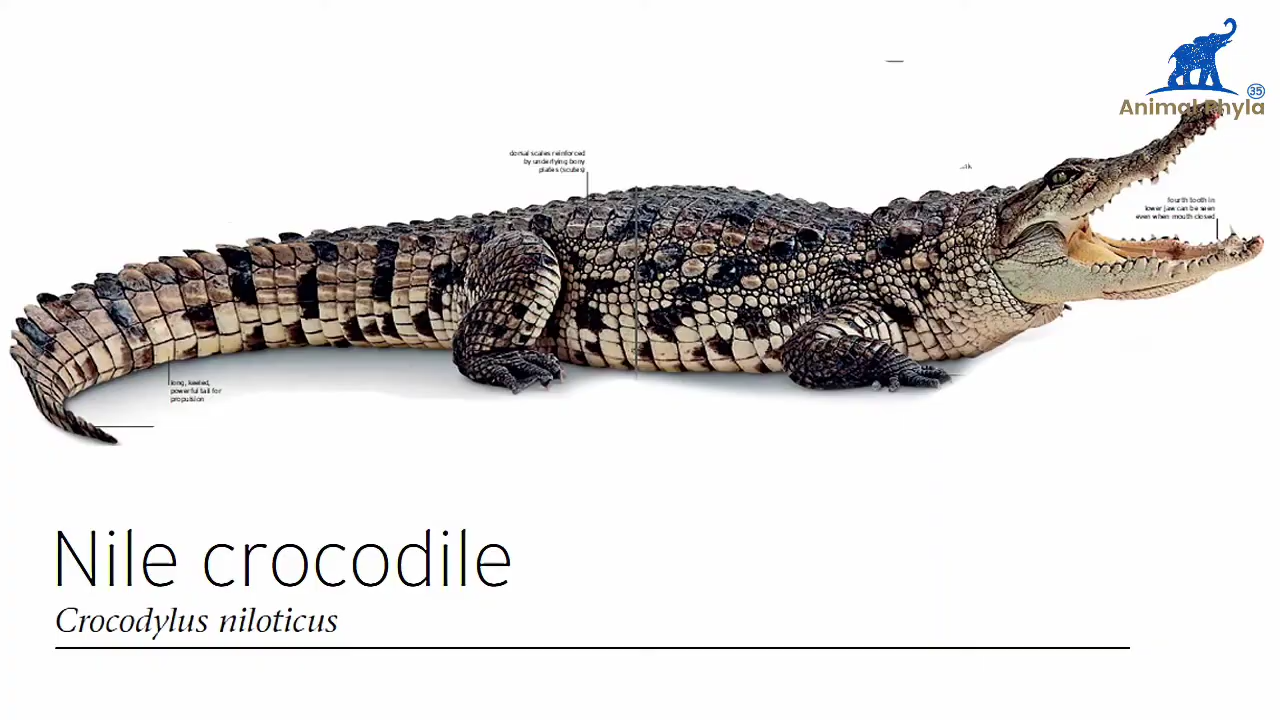 35
Animal Phyla
dorsal scales reinforced
by underlying bony
plates (scutes)
fourth tooth in
lower jaw can be seen
even when mouth closed
long, keeled,
powerful tail for
propulsion
Nile crocodile
Crocodylus niloticus